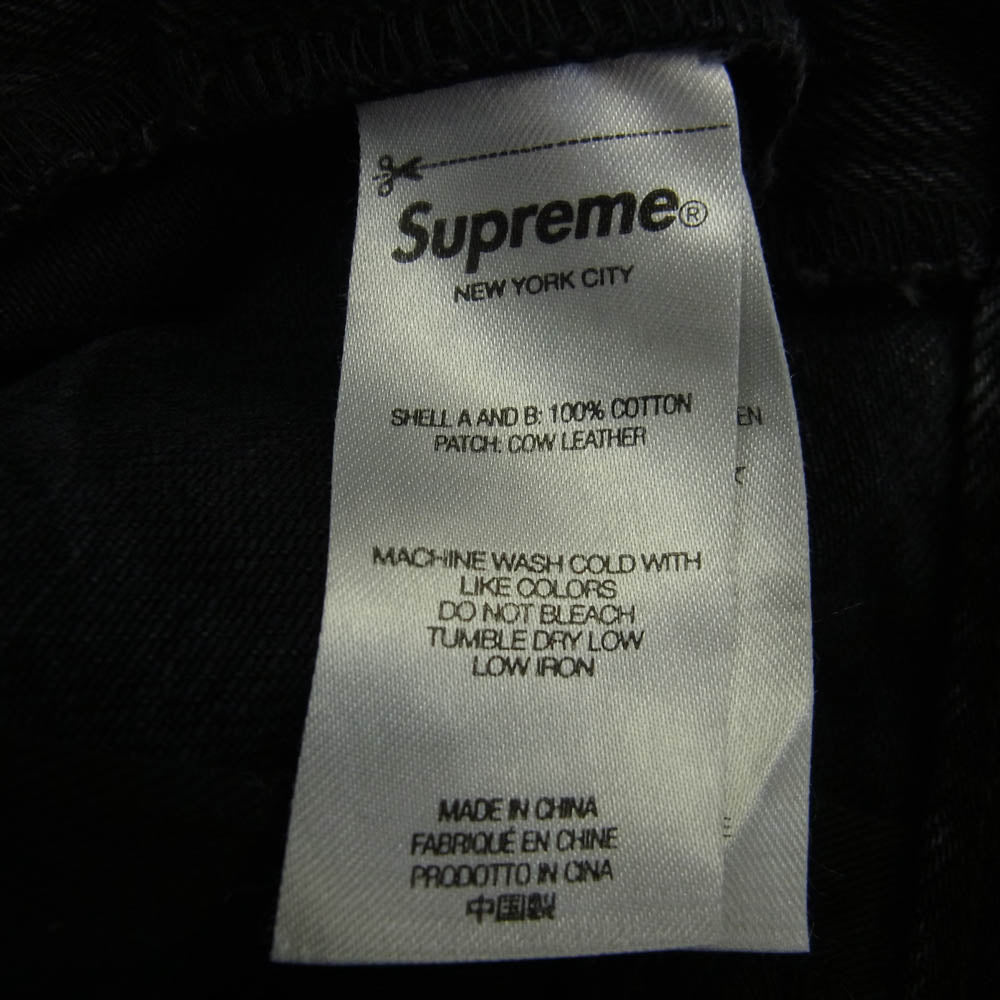 Supreme®
NEW YORK CITY
SHELL A AND B: 100% COTTON
PATCH: COW LEATHER
MACHINE WASH COLD WITH
LIKE COLORS
DO NOT BLEACH
TUMBLE DRY LOW
LOW IRON
MADE IN CHINA
FABRIQUÉ EN CHINE
PRODOTTO IN CINA
中国製
EN